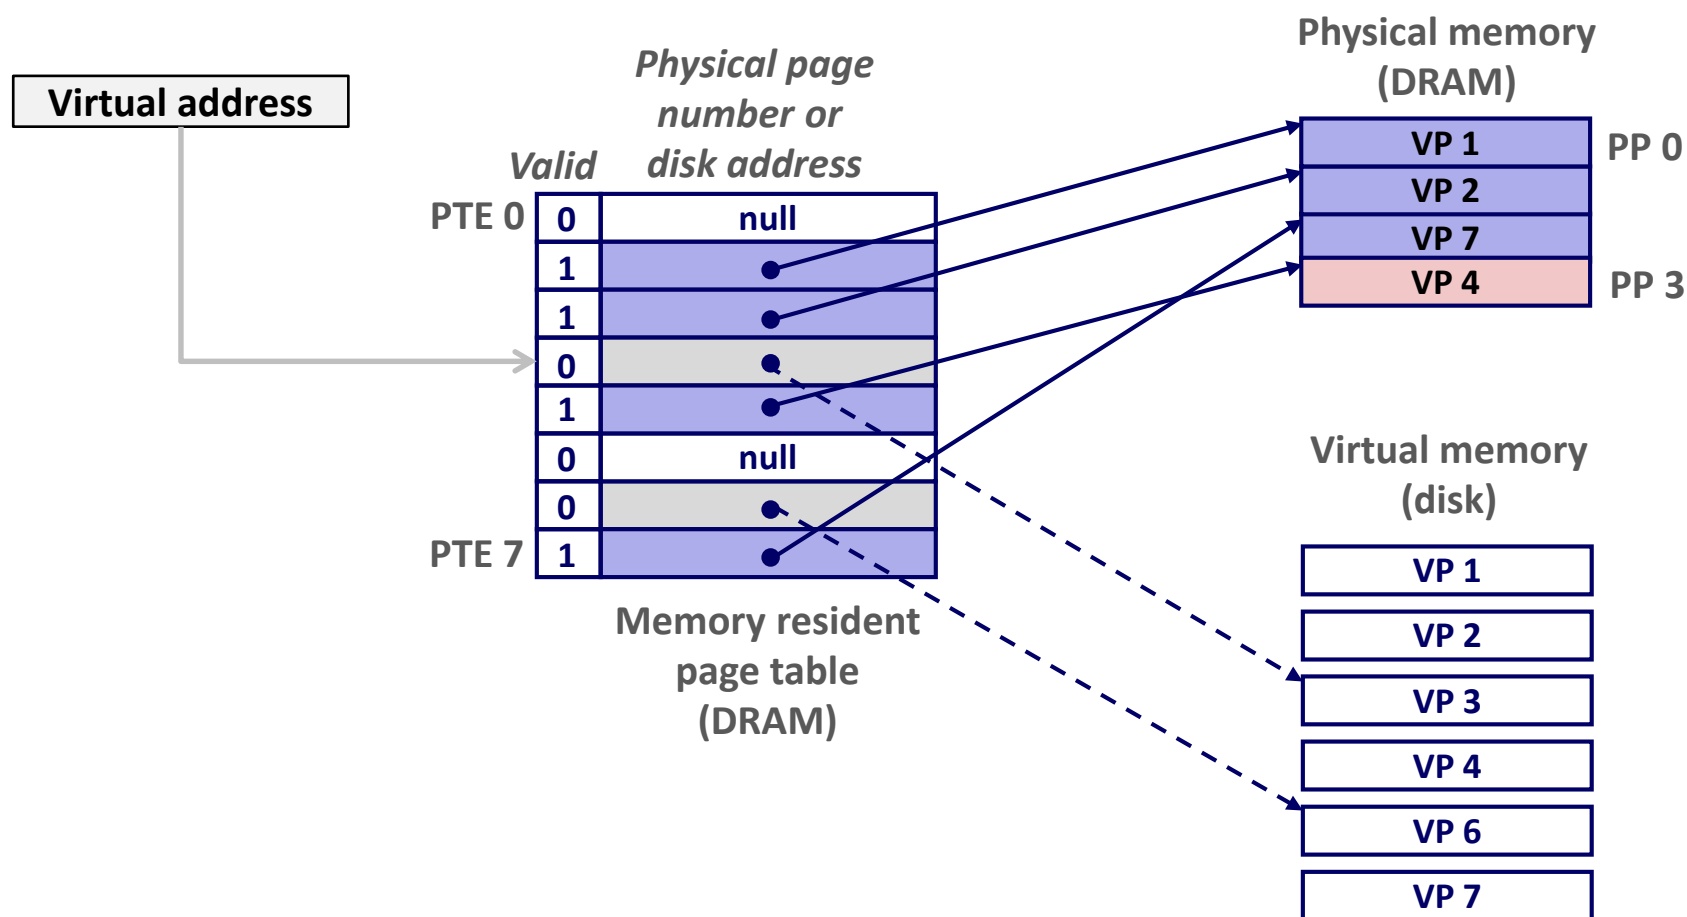 Virtual address
Physical page
number or
disk address
Valid
PTE 0
0
null
1
1
0
1
0
null
0
PTE 7
1
Memory resident
page table
(DRAM)
Physical memory
(DRAM)
VP 1
PP 0
VP 2
VP 7
VP 4
PP 3
Virtual memory
(disk)
VP 1
VP 2
VP 3
VP 4
VP 6
VP 7